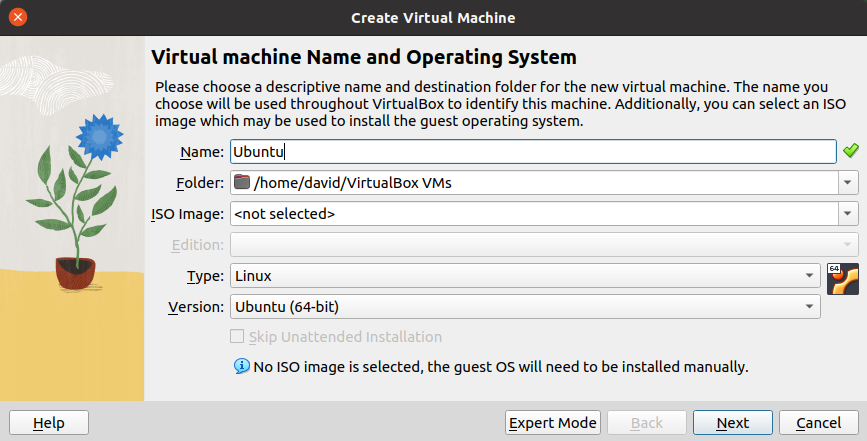 Create Virtual Machine
Virtual machine Name and Operating System
Please choose a descriptive name and destination folder for the new virtual machine. The name you
choose will be used throughout VirtualBox to identify this machine. Additionally, you can select an ISO
image which may be used to install the guest operating system.
Name: Ubuntu
Folder: /home/david/VirtualBox VMs
ISO Image: <not selected>
Edition:
Type: Linux
64
Version: Ubuntu (64-bit)
Skip Unattended Installation
No ISO image is selected, the guest OS will need to be installed manually.
Help Expert Mode Back Next Cancel